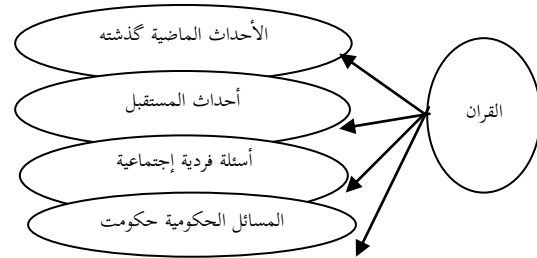 الأحداث الماضية گذشته
أحداث المستقبل
القران
أسئلة فردية إجتماعية
المسائل الحكومية حكومت